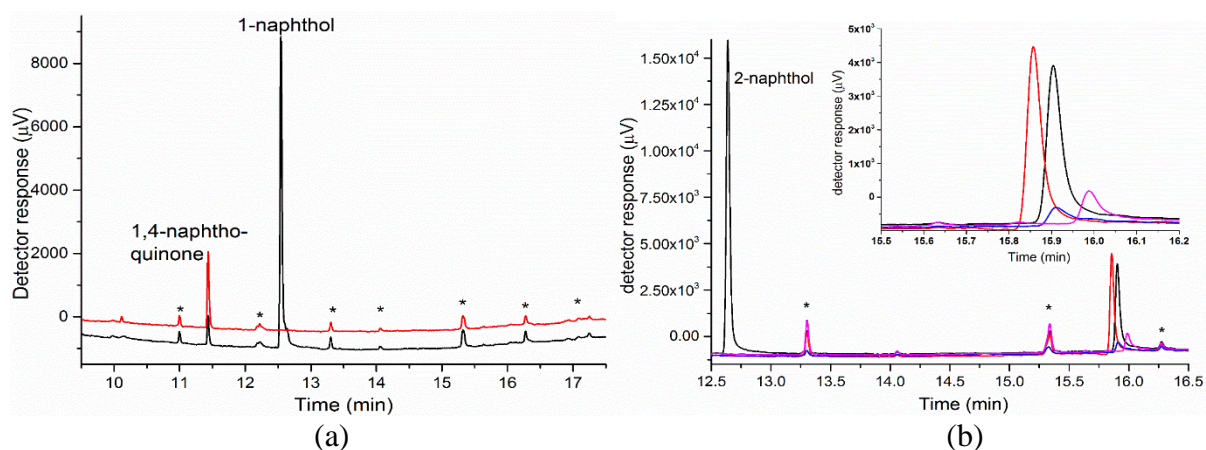 1-naphthol
8000
6000
4000
2000
0
Detector response (µV)
1,4-naphtho-
quinone
* * * * * * *
10 11 12 13 14 15 16 17
Time (min)
(a)
1.50x10⁴
1.25x10⁴
1.00x10⁴
7.50x10³
5.00x10³
2.50x10³
0.00
detector response (µV)
2-naphthol
* * *
12.5 13.0 13.5 14.0 14.5 15.0 15.5 16.0 16.5
Time (min)
5x10³
4x10³
3x10³
2x10³
1x10³
0
detector response (µV)
15.5 15.6 15.7 15.8 15.9 16.0 16.1 16.2
Time (min)
(b)